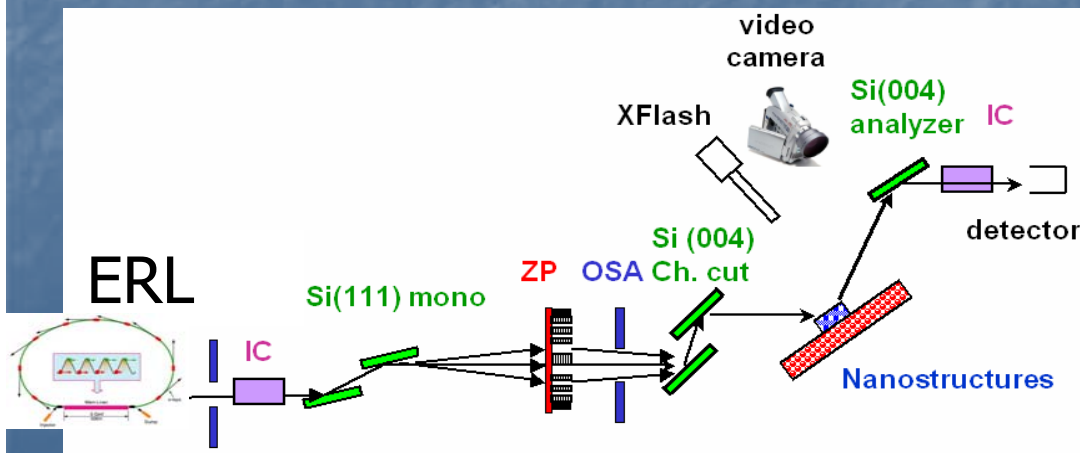 video
camera
Si(004)
analyzer
IC
XFlash
detector
Si (004)
Ch. cut
ZP
OSA
ERL
Si(111) mono
IC
Nanostructures